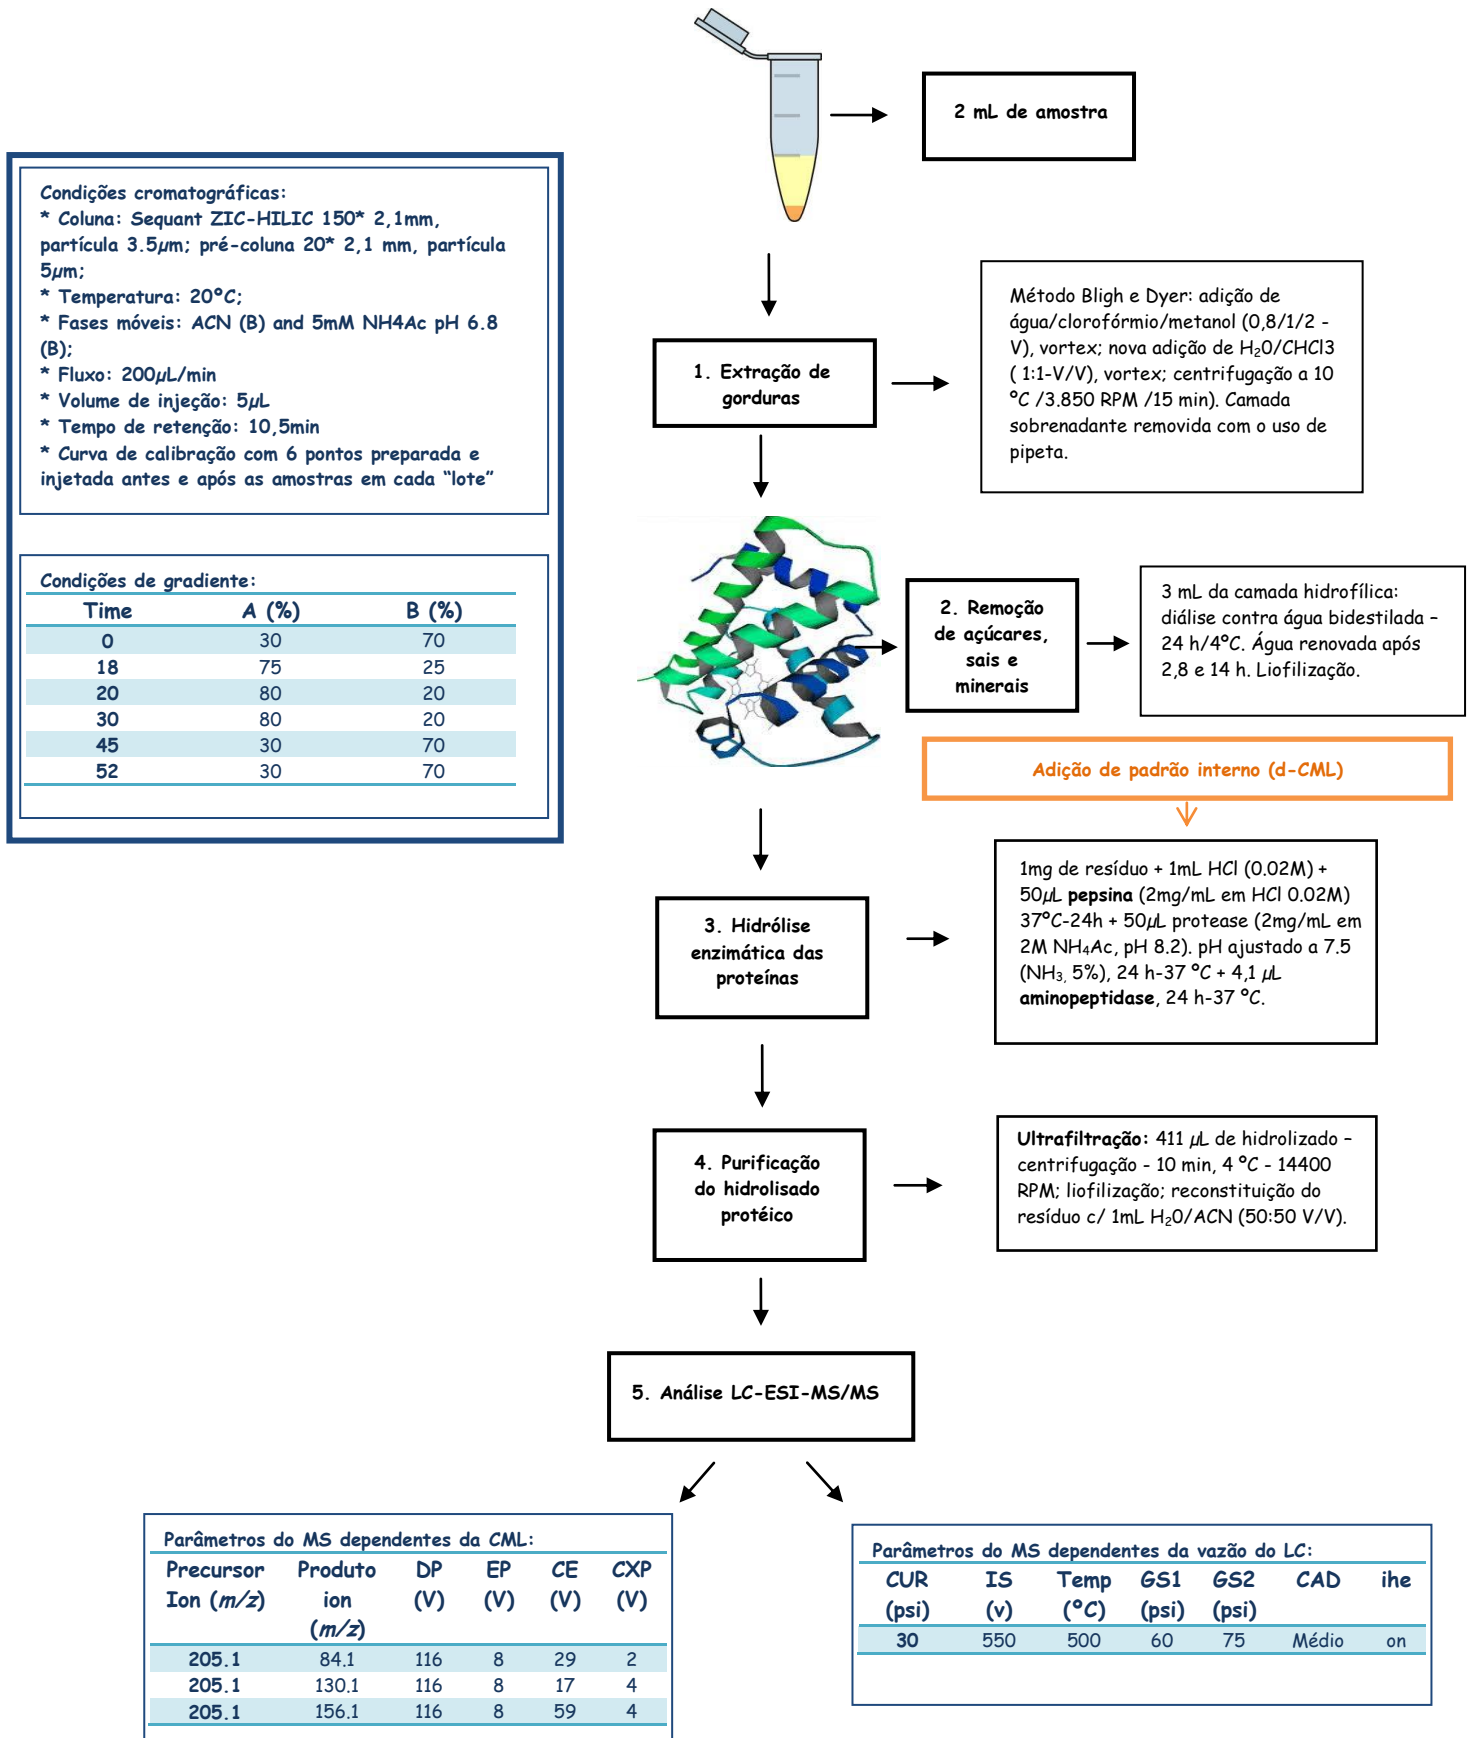 2 mL de amostra
Condições cromatográficas:
* Coluna: Sequant ZIC-HILIC 150* 2,1mm,
partícula 3.5µm; pré-coluna 20* 2,1 mm, partícula
5µm;
* Temperatura: 20ºC;
* Fases móveis: ACN (B) and 5mM NH4Ac pH 6.8
(B);
* Fluxo: 200µL/min
* Volume de injeção: 5µL
* Tempo de retenção: 10,5min
* Curva de calibração com 6 pontos preparada e
injetada antes e após as amostras em cada “lote”
Condições de gradiente:
Time A (%) B (%)
0 30 70
18 75 25
20 80 20
30 80 20
45 30 70
52 30 70
1. Extração de
gorduras
Método Bligh e Dyer: adição de
água/clorofórmio/metanol (0,8/1/2 -
V), vortex; nova adição de H₂0/CHCl3
( 1:1-V/V), vortex; centrifugação a 10
ºC /3.850 RPM /15 min). Camada
sobrenadante removida com o uso de
pipeta.
2. Remoção
de açúcares,
sais e
minerais
3 mL da camada hidrofílica:
diálise contra água bidestilada –
24 h/4ºC. Água renovada após
2,8 e 14 h. Liofilização.
Adição de padrão interno (d-CML)
3. Hidrólise
enzimática das
proteínas
1mg de resíduo + 1mL HCl (0.02M) +
50µL pepsina (2mg/mL em HCl 0.02M)
37ºC-24h + 50µL protease (2mg/mL em
2M NH₄Ac, pH 8.2). pH ajustado a 7.5
(NH₃, 5%), 24 h-37 ºC + 4,1 µL
aminopeptidase, 24 h-37 ºC.
4. Purificação
do hidrolisado
protéico
Ultrafiltração: 411 µL de hidrolizado –
centrifugação - 10 min, 4 ºC - 14400
RPM; liofilização; reconstituição do
resíduo c/ 1mL H₂0/ACN (50:50 V/V).
5. Análise LC-ESI-MS/MS
Parâmetros do MS dependentes da CML:
Precursor Produto DP EP CE CXP
Ion (m/z) ion (V) (V) (V) (V)
(m/z)
205.1 84.1 116 8 29 2
205.1 130.1 116 8 17 4
205.1 156.1 116 8 59 4
Parâmetros do MS dependentes da vazão do LC:
CUR IS Temp GS1 GS2 CAD ihe
(psi) (v) (ºC) (psi) (psi)
30 550 500 60 75 Médio on